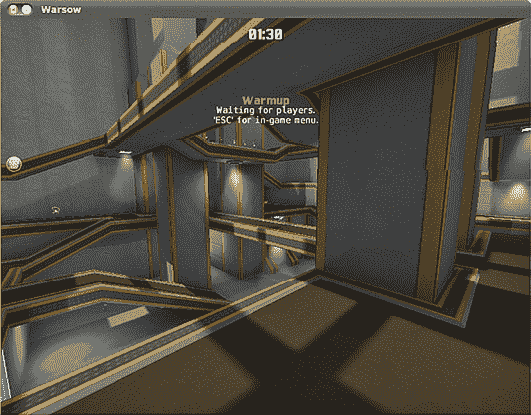 Warsow
01:30
Warmup
Waiting for players.
'ESC' for in-game menu.